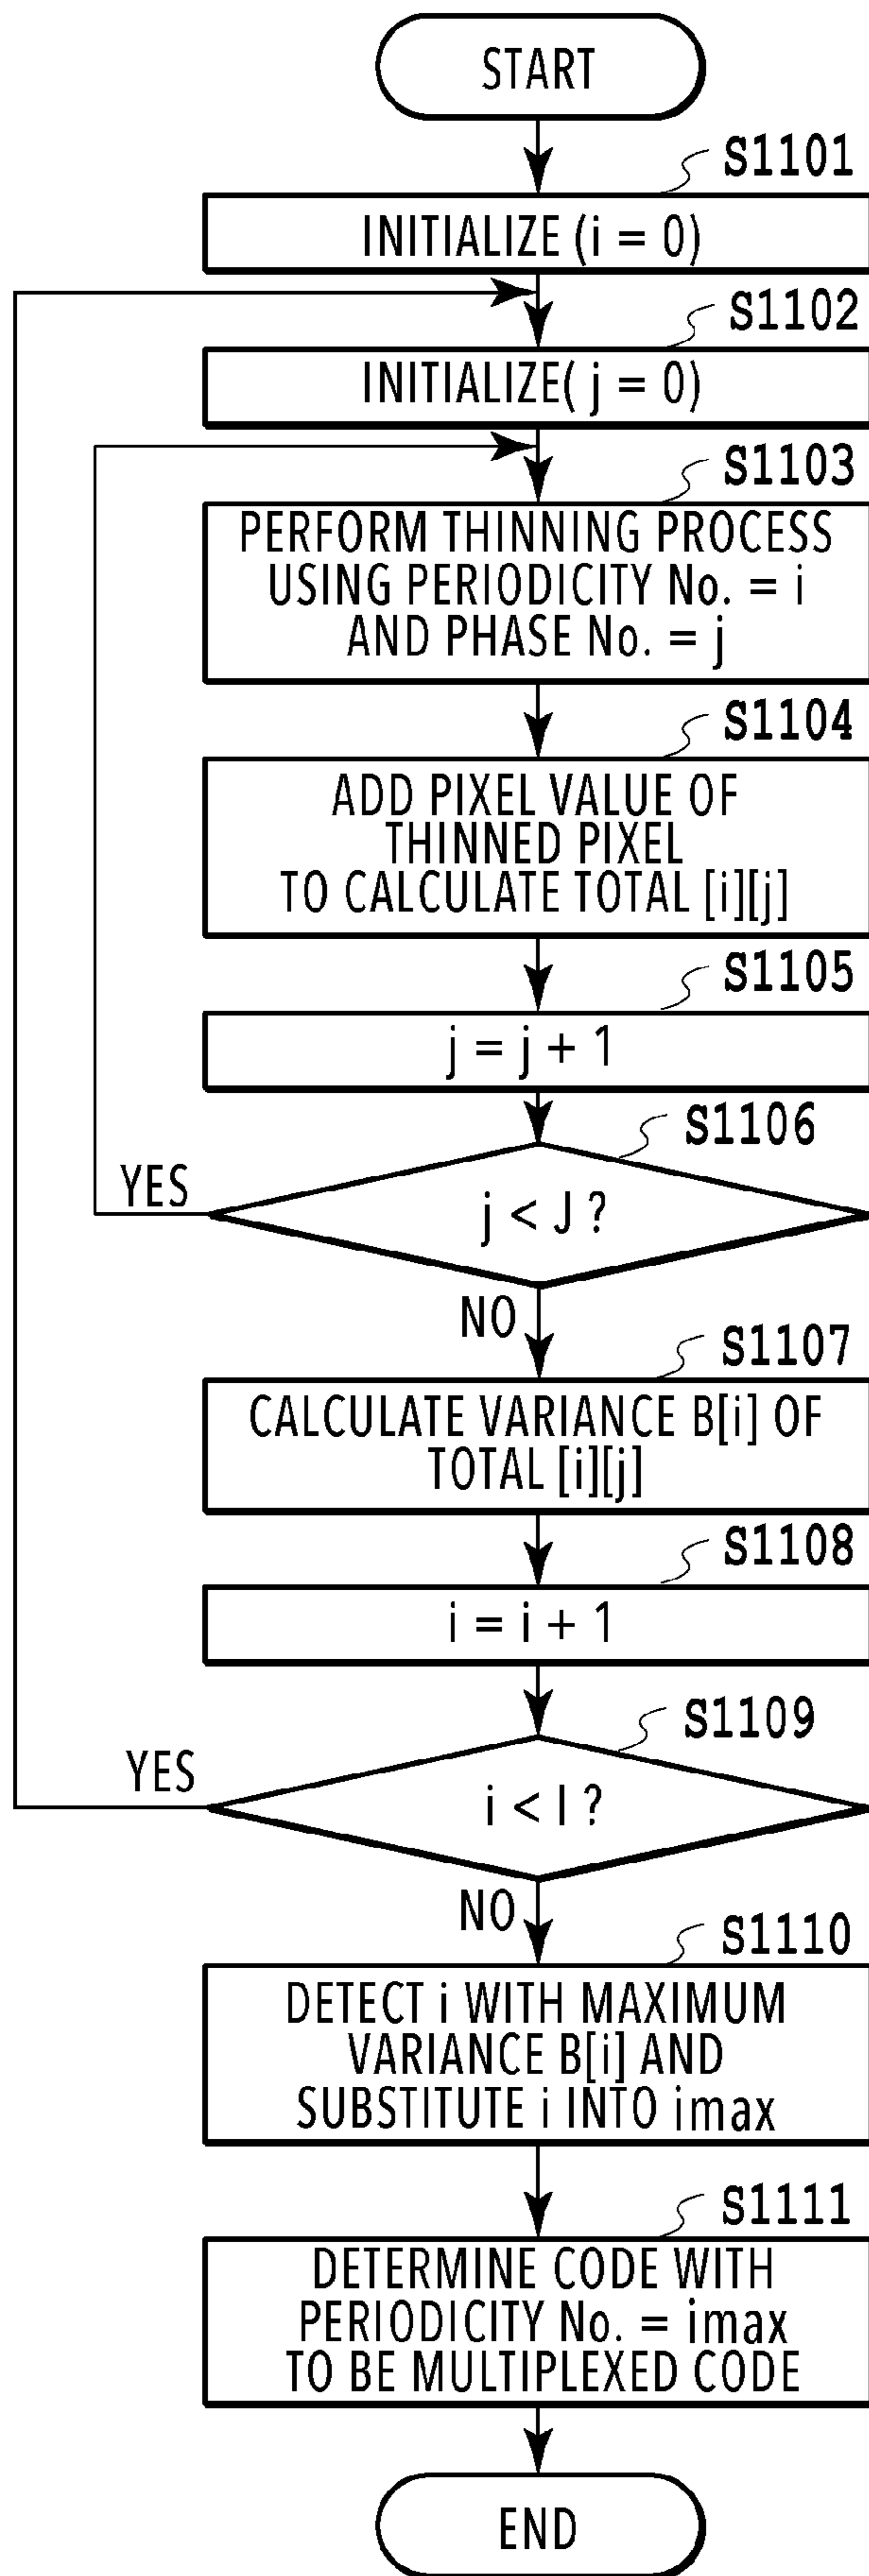 START
S1101
INITIALIZE (i = 0)
S1102
INITIALIZE( j = 0)
S1103
PERFORM THINNING PROCESS
USING PERIODICITY No. = i
AND PHASE No. = j
S1104
ADD PIXEL VALUE OF
THINNED PIXEL
TO CALCULATE TOTAL [i][j]
S1105
j = j + 1
S1106
YES
j < J ?
NO
S1107
CALCULATE VARIANCE B[i] OF
TOTAL [i][j]
S1108
i = i + 1
S1109
YES
i < I ?
NO
S1110
DETECT i WITH MAXIMUM
VARIANCE B[i] AND
SUBSTITUTE i INTO imax
S1111
DETERMINE CODE WITH
PERIODICITY No. = imax
TO BE MULTIPLEXED CODE
END